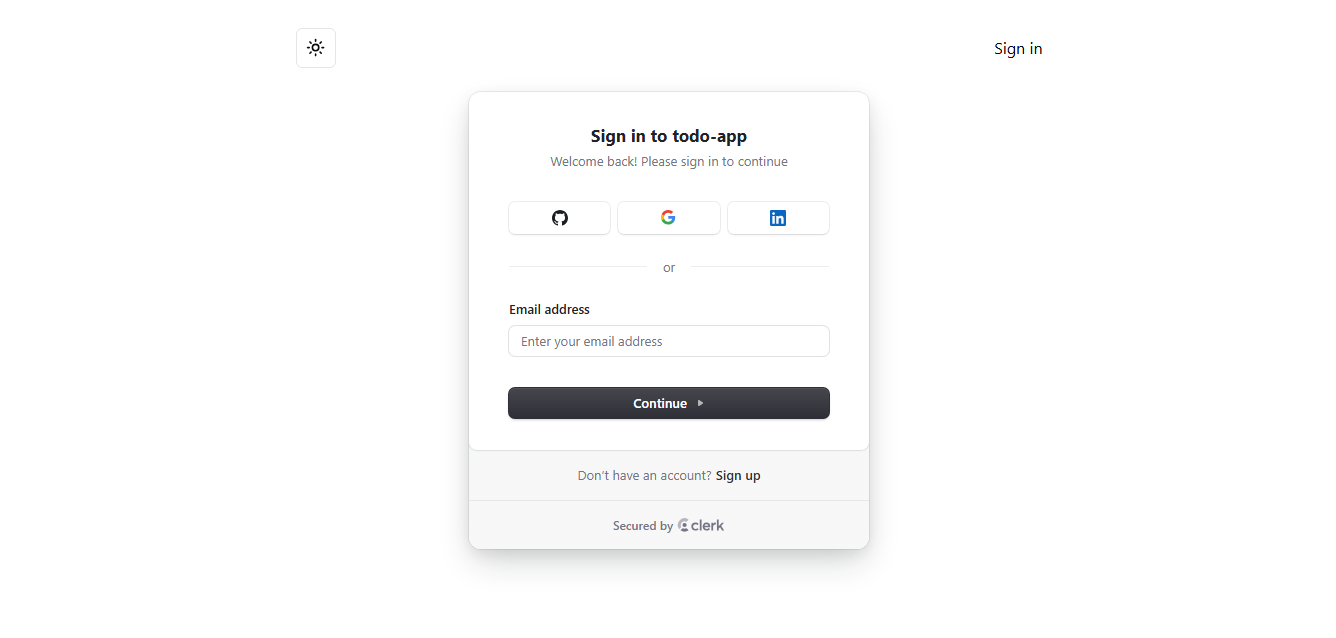 Sign in
Sign in to todo-app
Welcome back! Please sign in to continue
or
Email address
Enter your email address
Continue
Don’t have an account? Sign up
Secured by clerk